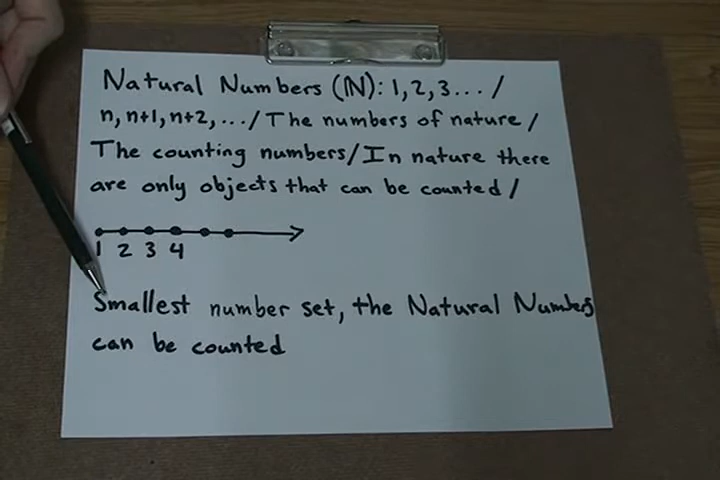 Natural Numbers (ℕ): 1, 2, 3... /
n, n+1, n+2, .../The numbers of nature /
The counting numbers/In nature there
are only objects that can be counted /
1 2 3 4
Smallest number set, the Natural Numbers
can be counted